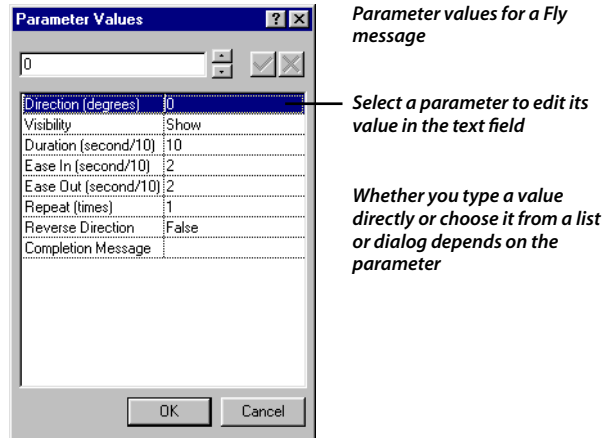 Parameter Values
0
Direction (degrees) 0
Visibility Show
Duration (second/10) 10
Ease In (second/10) 2
Ease Out (second/10) 2
Repeat (times) 1
Reverse Direction False
Completion Message
OK Cancel
Parameter values for a Fly
message
Select a parameter to edit its
value in the text field
Whether you type a value
directly or choose it from a list
or dialog depends on the
parameter